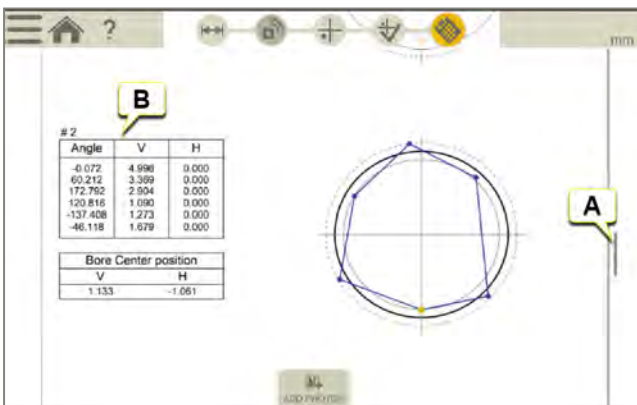 ?
mm
B
# 2
Angle V H
-0.072 4.996 0.000
60.212 3.369 0.000
172.792 2.904 0.000
120.816 1.090 0.000
-137.408 1.273 0.000
-46.118 1.679 0.000
A
Bore Center position
V H
1.133 -1.061
ADD PHOTOS